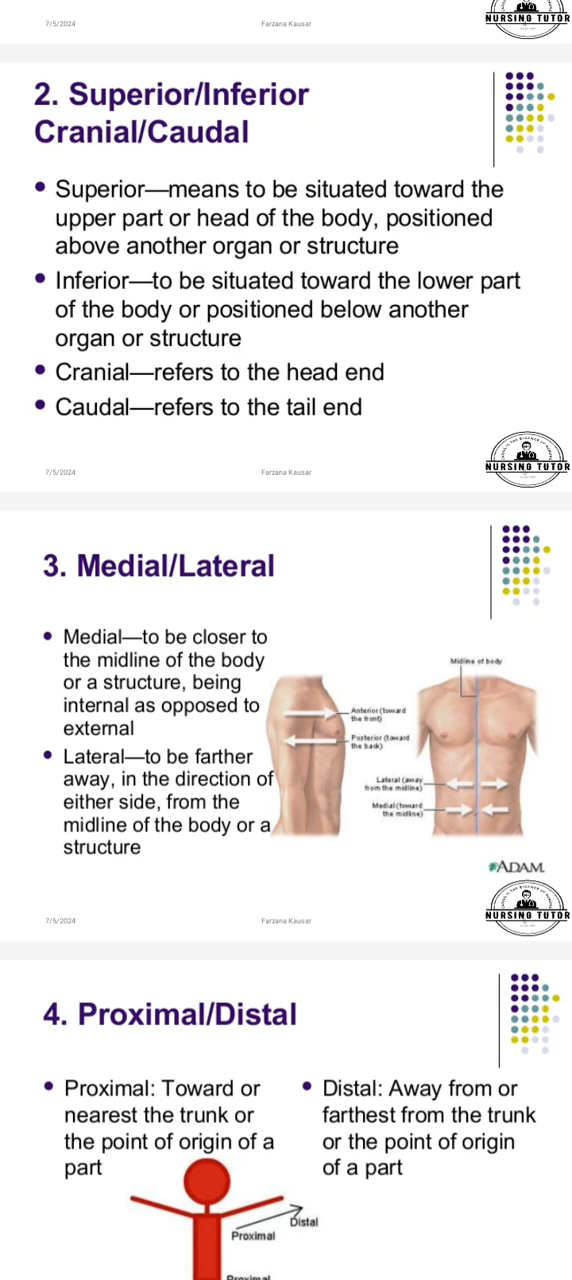 7/5/2024
Farzana Kausar
NURSING TUTOR
2. Superior/Inferior
Cranial/Caudal
• Superior—means to be situated toward the
upper part or head of the body, positioned
above another organ or structure
• Inferior—to be situated toward the lower part
of the body or positioned below another
organ or structure
• Cranial—refers to the head end
• Caudal—refers to the tail end
7/5/2024
Farzana Kausar
NURSING TUTOR
3. Medial/Lateral
• Medial—to be closer to
the midline of the body
or a structure, being
internal as opposed to
external
• Lateral—to be farther
away, in the direction of
either side, from the
midline of the body or a
structure
Midline of body
Anterior (toward
the front)
Posterior (toward
the back)
Lateral (away
from the midline)
Medial (toward
the midline)
ADAM.
7/5/2024
Farzana Kausar
NURSING TUTOR
4. Proximal/Distal
• Proximal: Toward or
nearest the trunk or
the point of origin of a
part
• Distal: Away from or
farthest from the trunk
or the point of origin
of a part
Distal
Proximal
Proximal